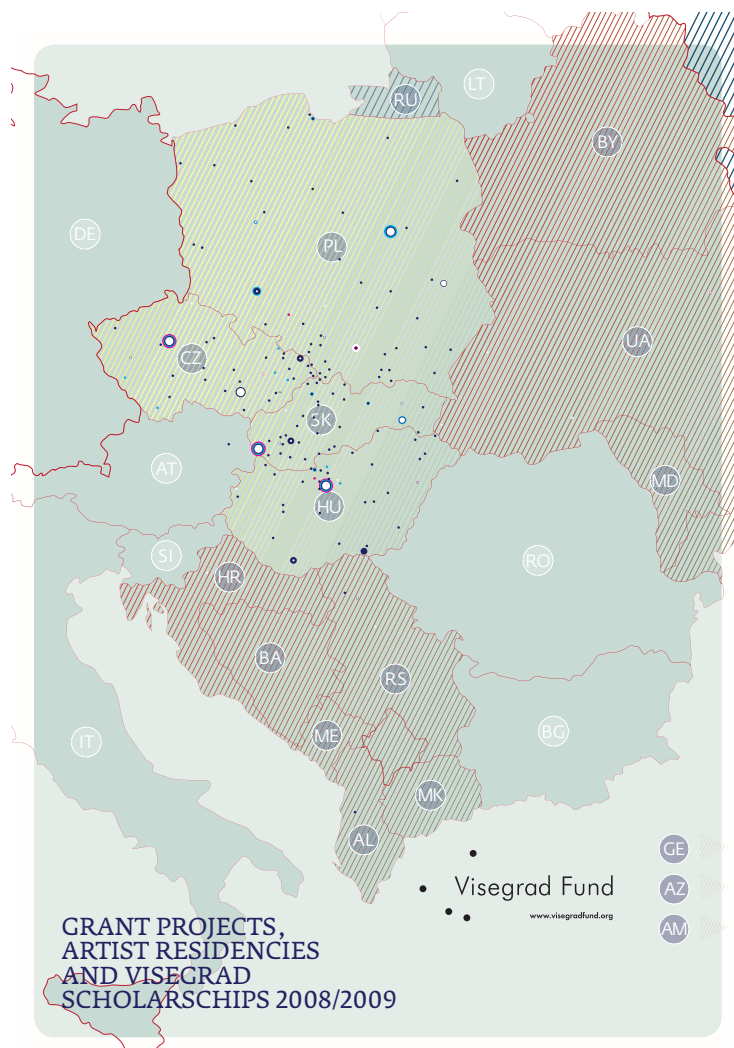 LT
RU
BY
DE
PL
UA
CZ
SK
AT
MD
HU
SI
RO
HR
BA
RS
ME
BG
IT
MK
AL
GE
Visegrad Fund
AZ
www.visegradfund.org
AM
GRANT PROJECTS,
ARTIST RESIDENCIES
AND VISEGRAD
SCHOLARSCHIPS 2008/2009